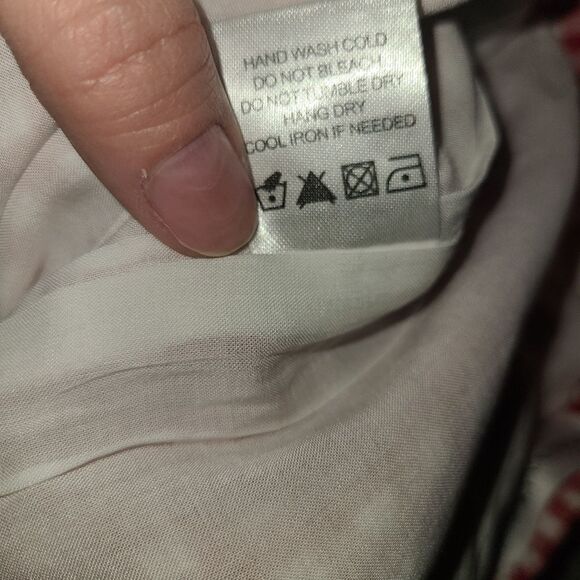 HAND WASH COLD
DO NOT BLEACH
DO NOT TUMBLE DRY
HANG DRY
COOL IRON IF NEEDED